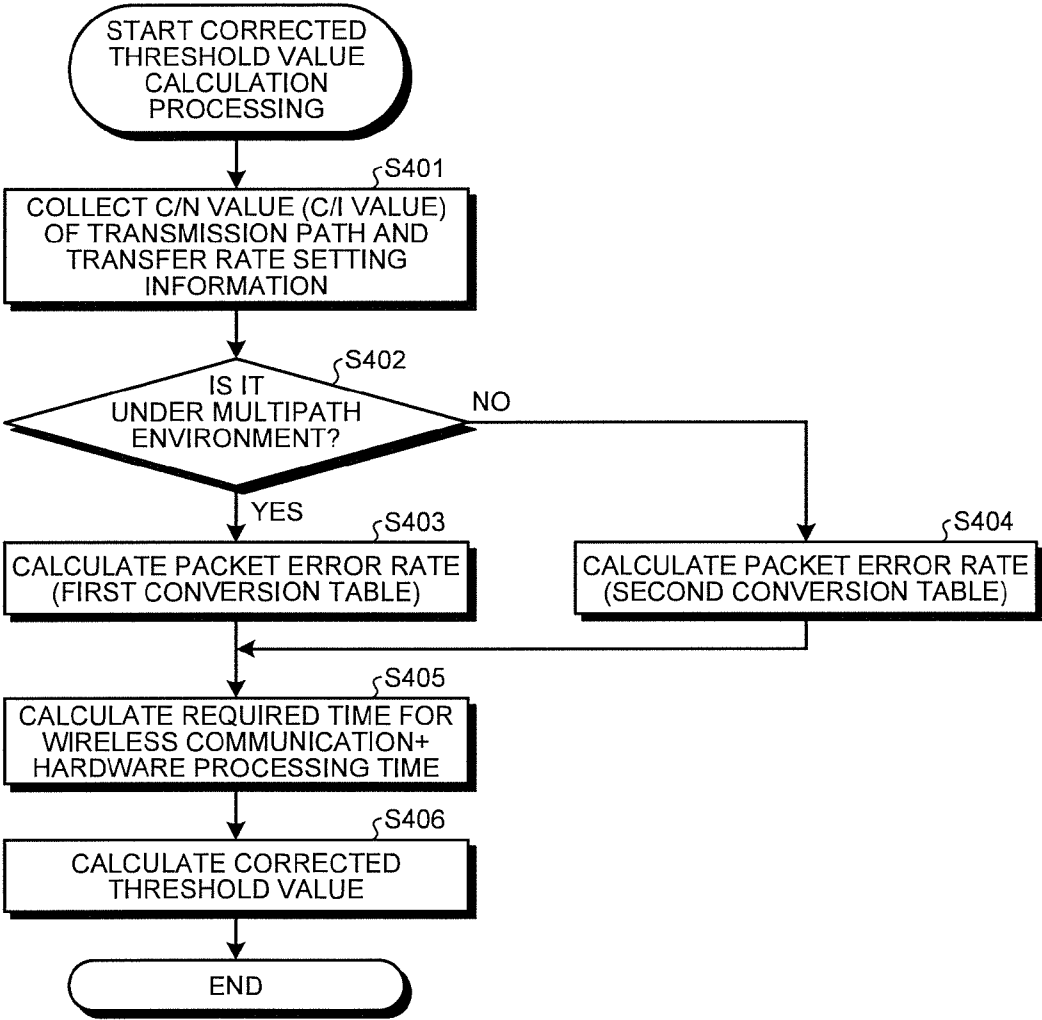 START CORRECTED
THRESHOLD VALUE
CALCULATION
PROCESSING
S401
COLLECT C/N VALUE (C/I VALUE)
OF TRANSMISSION PATH AND
TRANSFER RATE SETTING
INFORMATION
S402
IS IT
UNDER MULTIPATH
ENVIRONMENT?
NO
YES
S403
CALCULATE PACKET ERROR RATE
(FIRST CONVERSION TABLE)
S404
CALCULATE PACKET ERROR RATE
(SECOND CONVERSION TABLE)
S405
CALCULATE REQUIRED TIME FOR
WIRELESS COMMUNICATION+
HARDWARE PROCESSING TIME
S406
CALCULATE CORRECTED
THRESHOLD VALUE
END